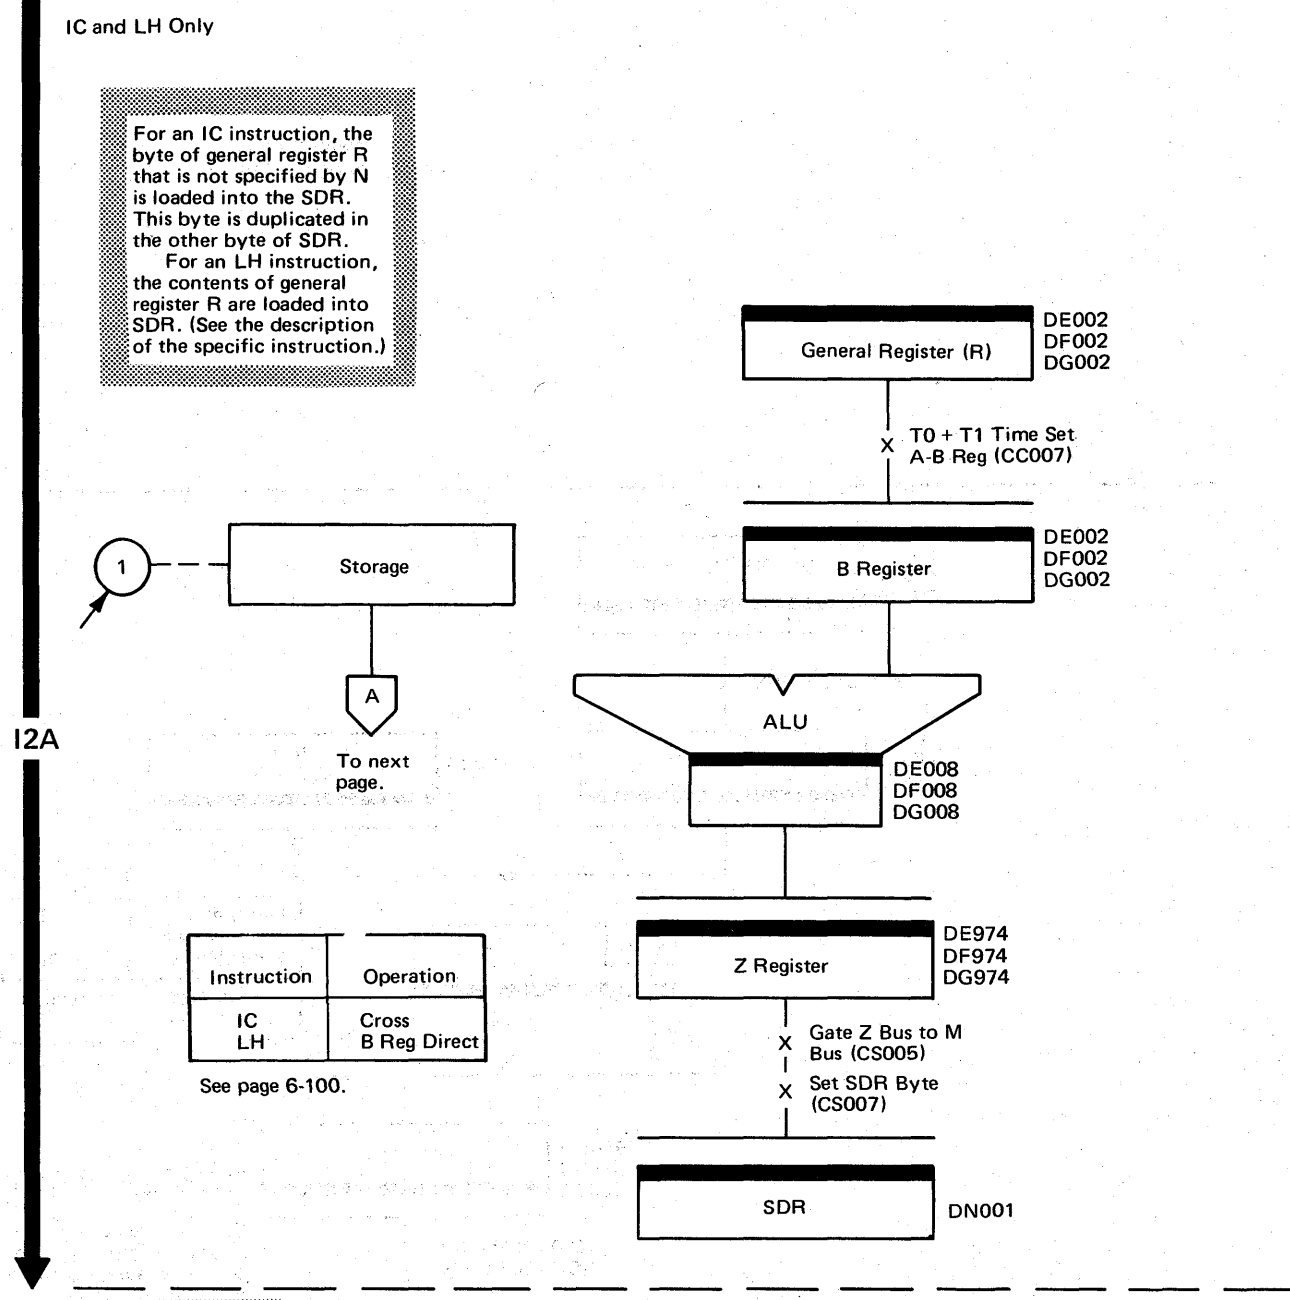 IC and LH Only
For an IC instruction, the
byte of general register R
that is not specified by N
is loaded into the SDR.
This byte is duplicated in
the other byte of SDR.
For an LH instruction,
the contents of general
register R are loaded into
SDR. (See the description
of the specific instruction.)
General Register (R)
DE002
DF002
DG002
X
T0 + T1 Time Set
A-B Reg (CC007)
1
Storage
B Register
DE002
DF002
DG002
A
To next
page.
I2A
ALU
DE008
DF008
DG008
Z Register
DE974
DF974
DG974
Instruction Operation
IC Cross
LH B Reg Direct
See page 6-100.
X
Gate Z Bus to M
Bus (CS005)
X
Set SDR Byte
(CS007)
SDR
DN001